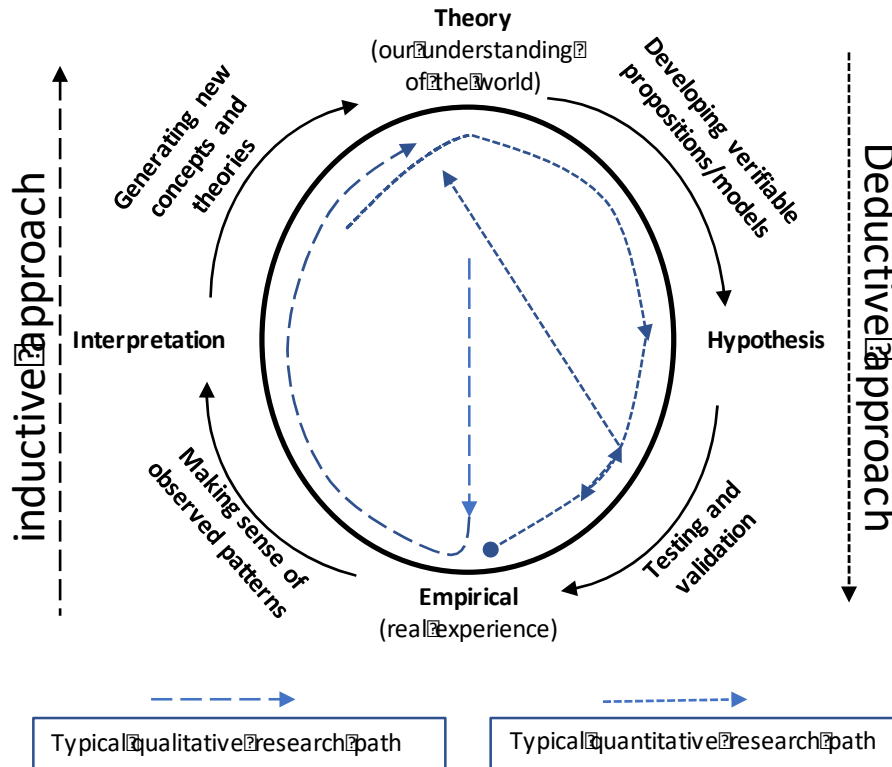 Theory
(our understanding
of the world)
Generating new
concepts and
theories
Developing verifiable
propositions/models
inductive approach
Deductive approach
Interpretation
Hypothesis
Making sense of
observed patterns
Testing and
validation
Empirical
(real experience)
Typical qualitative research path
Typical quantitative research path